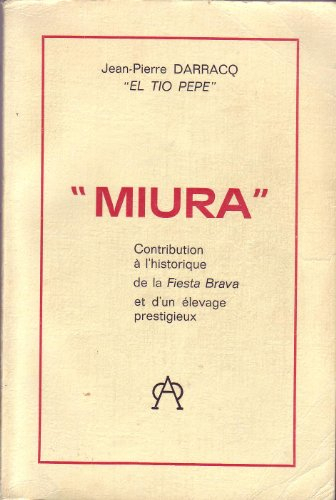 Jean-Pierre DARRACQ
"EL TIO PEPE"
"MIURA"
Contribution
à l'historique
de la Fiesta Brava
et d'un élevage
prestigieux